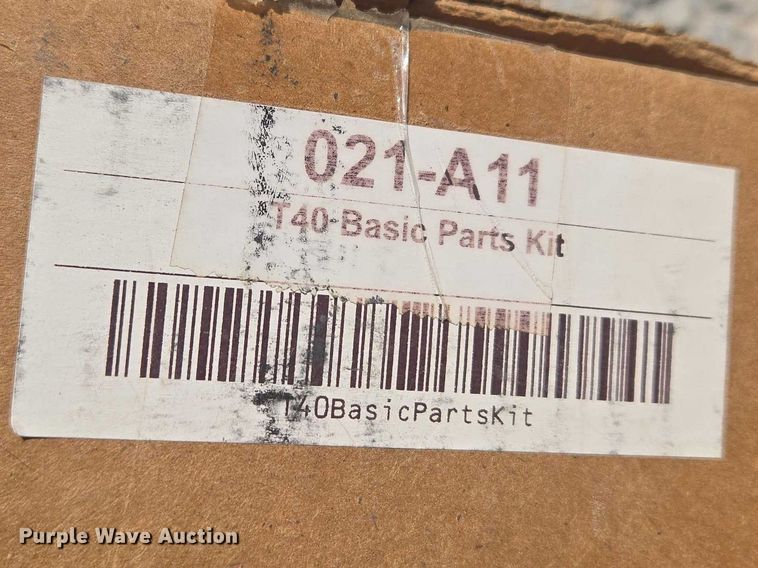 021-A11
T40-Basic Parts Kit
T40BasicPartsKit
Purple Wave Auction